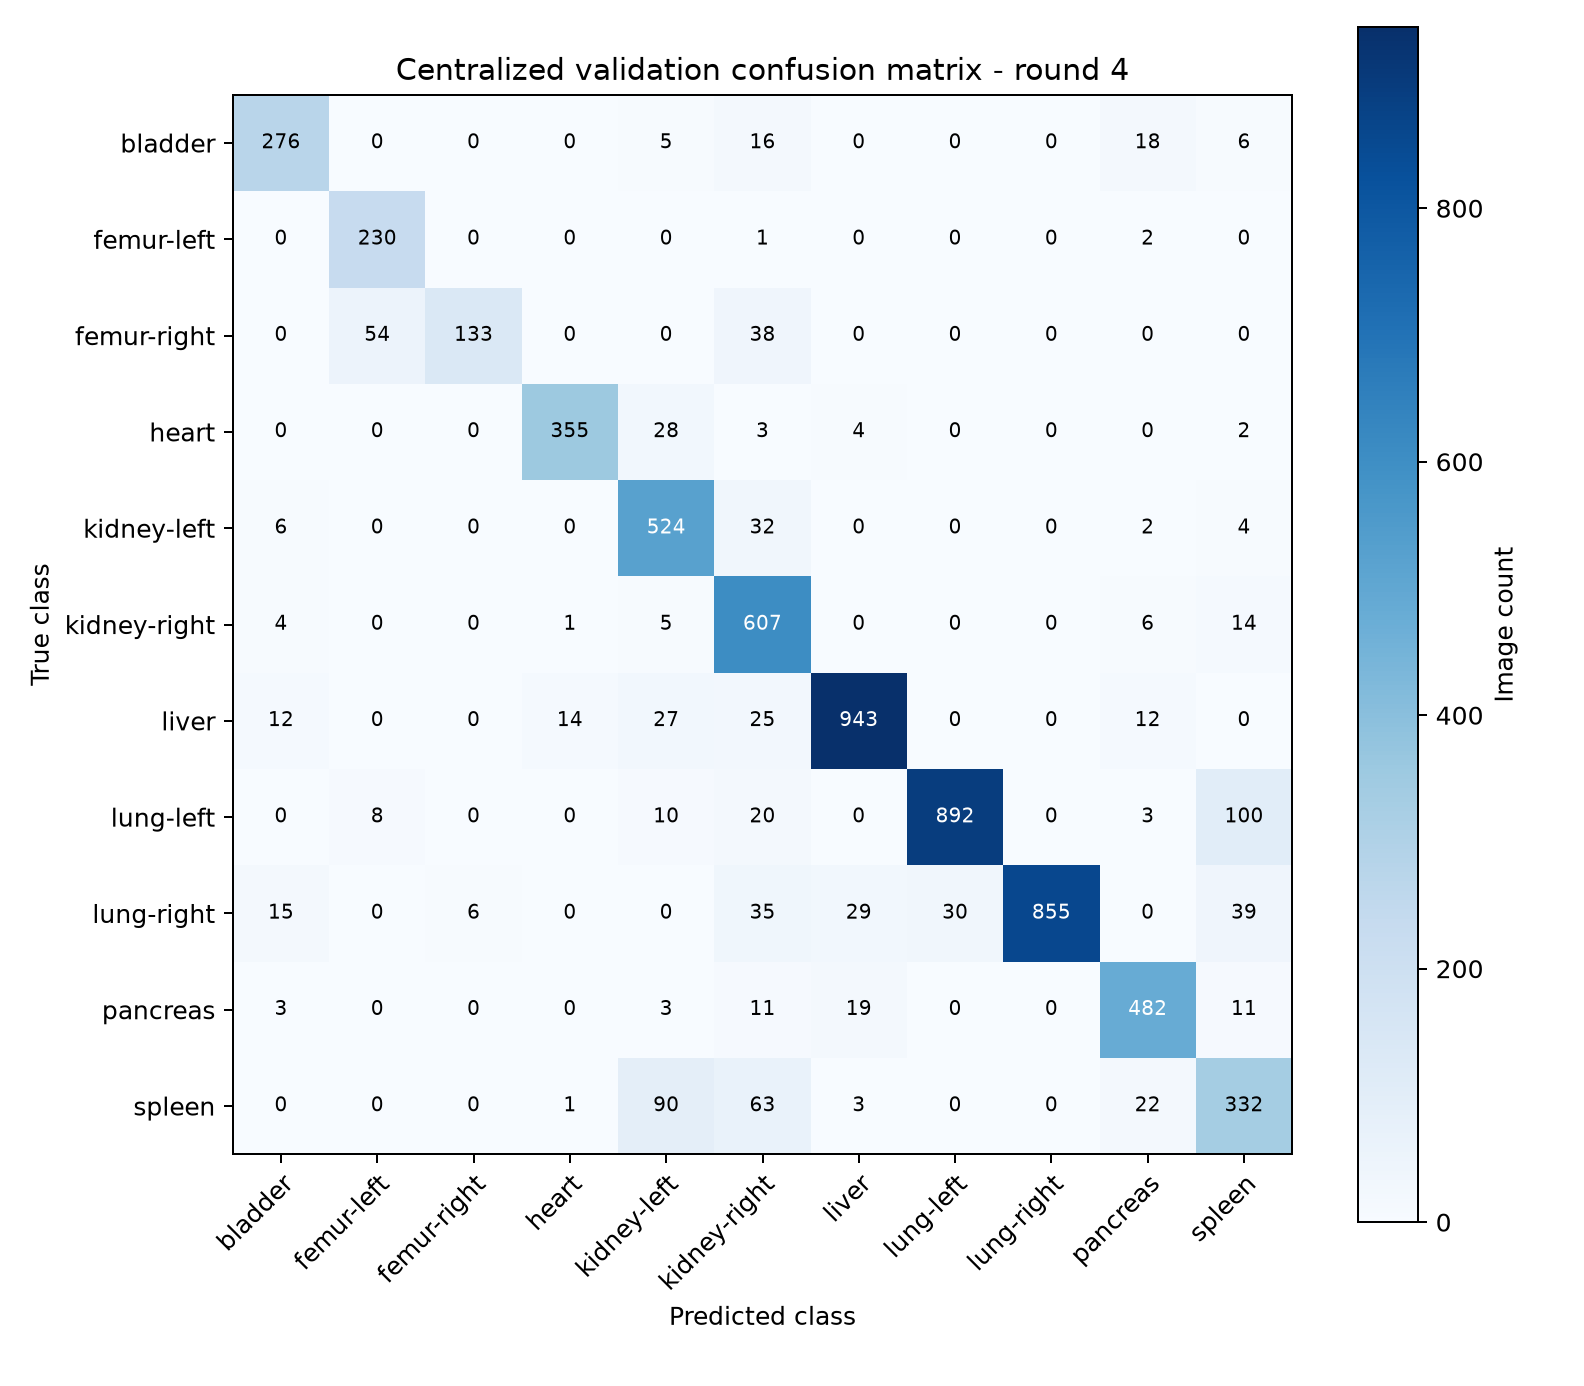 Centralized validation confusion matrix - round 4
bladder 276 0 0 0 5 16 0 0 0 18 6
femur-left 0 230 0 0 0 1 0 0 0 2 0
femur-right 0 54 133 0 0 38 0 0 0 0 0
heart 0 0 0 355 28 3 4 0 0 0 2
kidney-left 6 0 0 0 524 32 0 0 0 2 4
kidney-right 4 0 0 1 5 607 0 0 0 6 14
liver 12 0 0 14 27 25 943 0 0 12 0
lung-left 0 8 0 0 10 20 0 892 0 3 100
lung-right 15 0 6 0 0 35 29 30 855 0 39
pancreas 3 0 0 0 3 11 19 0 0 482 11
spleen 0 0 0 1 90 63 3 0 0 22 332
bladder femur-left femur-right heart kidney-left kidney-right liver lung-left lung-right pancreas spleen
Predicted class
True class
800
600
400
200
0
Image count